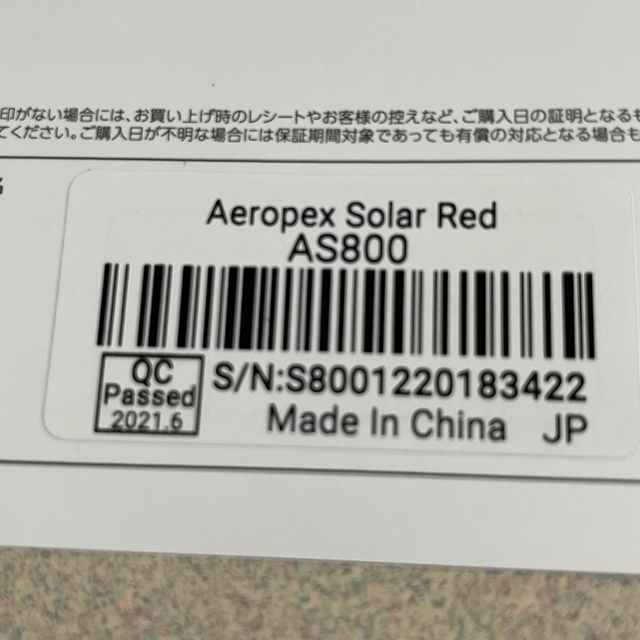 印がない場合には、お買い上げ時のレシートやお客様の控えなど、ご購入日の証明となるも
てください。ご購入日が不明な場合には保証期間対象であっても有償の対応となる場合も
Aeropex Solar Red
AS800
QC
Passed
2021.6
S/N:S8001220183422
Made In China JP